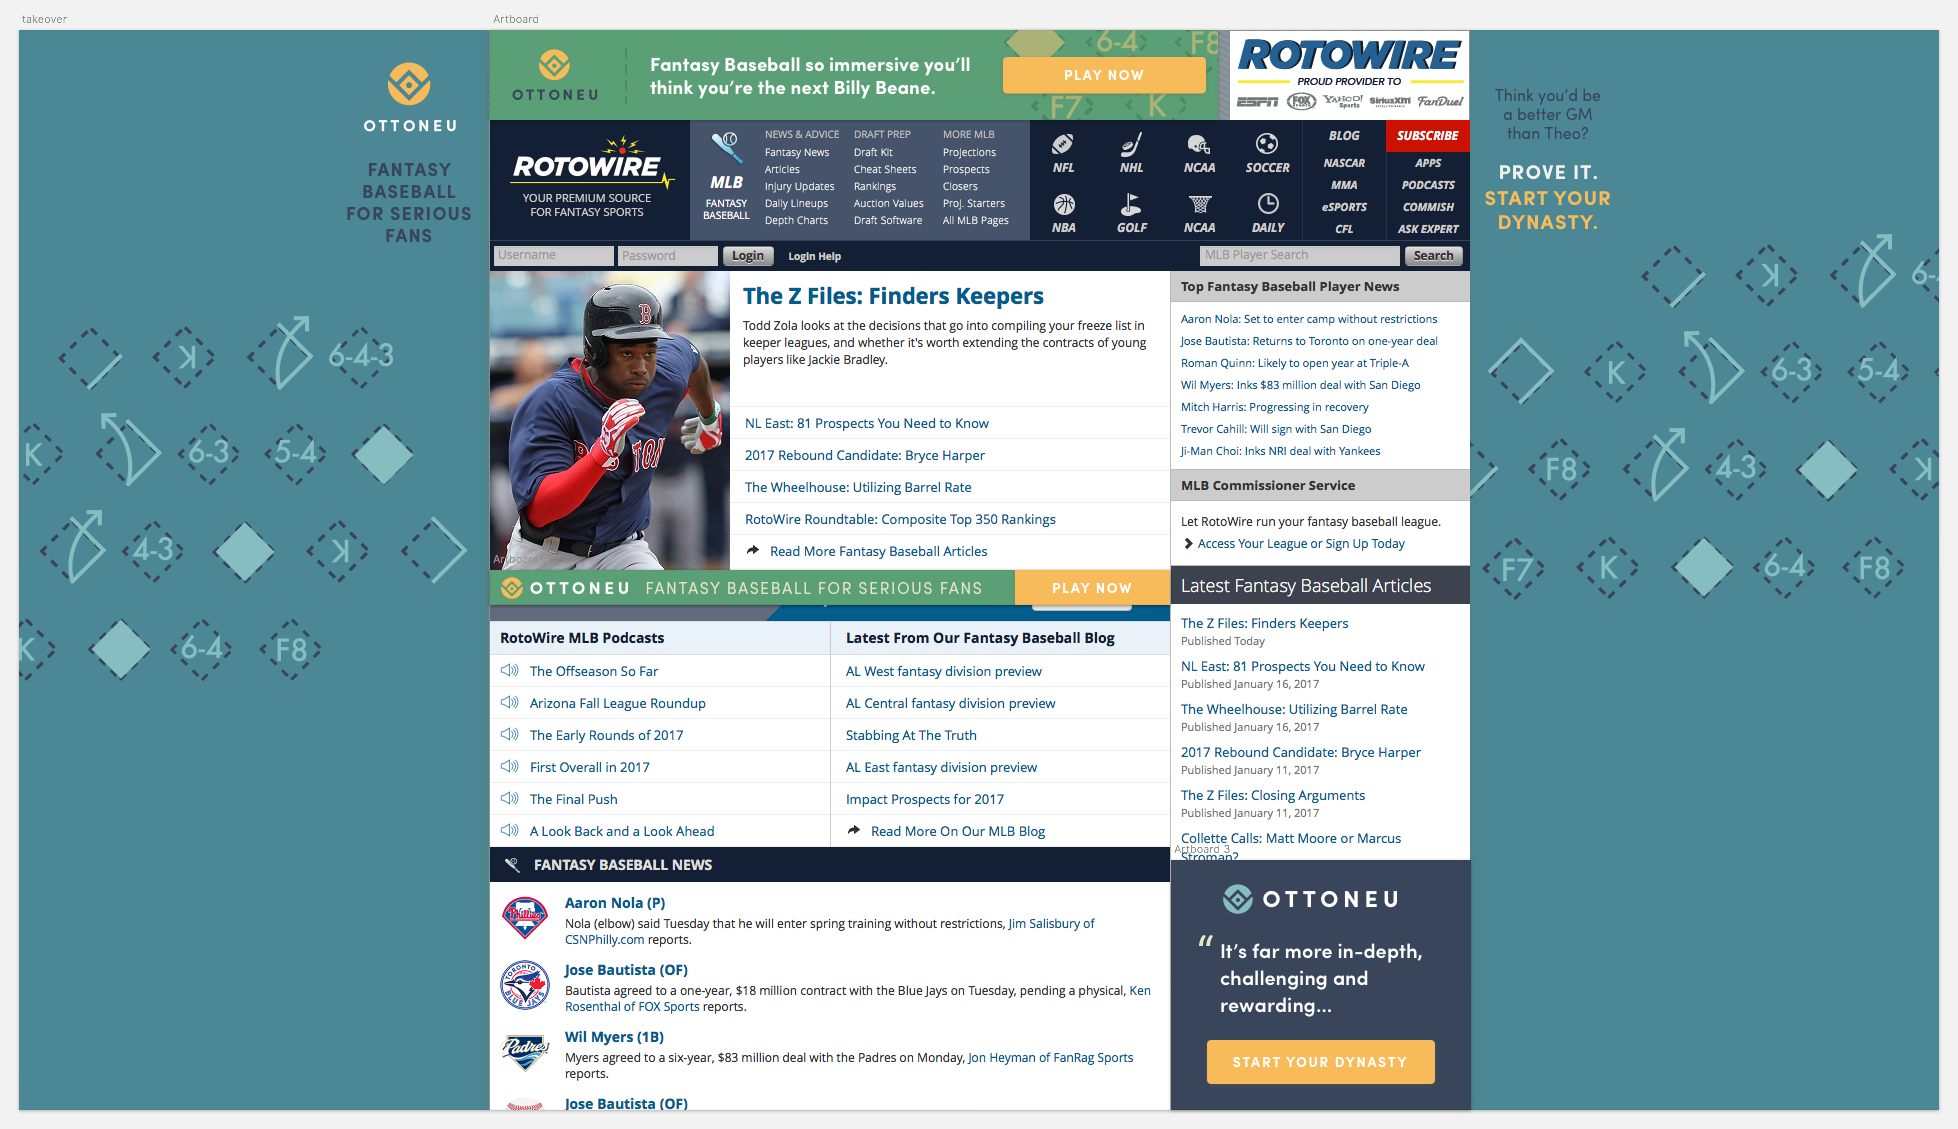 takeover
Artboard
OTTONEU
FANTASY
BASEBALL
FOR SERIOUS
FANS
6-4-3
K
6-3
5-4
4-3
K
6-4
F8
OTTONEU
Fantasy Baseball so immersive you'll
think you're the next Billy Beane.
PLAY NOW
6-4
F8
F7
K
ROTOWIRE
PROUD PROVIDER TO
ESPN
FOX
SPORTS
YAHOO!
Sports
SiriusXm
FanDuel
ROTOWIRE
YOUR PREMIUM SOURCE
FOR FANTASY SPORTS
MLB
FANTASY
BASEBALL
NEWS & ADVICE
Fantasy News
Articles
Injury Updates
Daily Lineups
Depth Charts
DRAFT PREP
Draft Kit
Cheat Sheets
Rankings
Auction Values
Draft Software
MORE MLB
Projections
Prospects
Closers
Proj. Starters
All MLB Pages
NFL
NHL
NCAA
SOCCER
NBA
GOLF
NCAA
DAILY
BLOG
NASCAR
MMA
eSPORTS
CFL
SUBSCRIBE
APPS
PODCASTS
COMMISH
ASK EXPERT
Username
Password
Login
Login Help
MLB Player Search
Search
B
The Z Files: Finders Keepers
Todd Zola looks at the decisions that go into compiling your freeze list in
keeper leagues, and whether it's worth extending the contracts of young
players like Jackie Bradley.
NL East: 81 Prospects You Need to Know
2017 Rebound Candidate: Bryce Harper
The Wheelhouse: Utilizing Barrel Rate
RotoWire Roundtable: Composite Top 350 Rankings
Read More Fantasy Baseball Articles
Artboard
OTTONEU FANTASY BASEBALL FOR SERIOUS FANS
PLAY NOW
RotoWire MLB Podcasts
The Offseason So Far
Arizona Fall League Roundup
The Early Rounds of 2017
First Overall in 2017
The Final Push
A Look Back and a Look Ahead
Latest From Our Fantasy Baseball Blog
AL West fantasy division preview
AL Central fantasy division preview
Stabbing At The Truth
AL East fantasy division preview
Impact Prospects for 2017
Read More On Our MLB Blog
FANTASY BASEBALL NEWS
Phillies
Aaron Nola (P)
Nola (elbow) said Tuesday that he will enter spring training without restrictions, Jim Salisbury of
CSNPhilly.com reports.
TORONTO
BLUE JAYS
Jose Bautista (OF)
Bautista agreed to a one-year, $18 million contract with the Blue Jays on Tuesday, pending a physical, Ken
Rosenthal of FOX Sports reports.
Padres
Wil Myers (1B)
Myers agreed to a six-year, $83 million deal with the Padres on Monday, Jon Heyman of FanRag Sports
reports.
Jose Bautista (OF)
Top Fantasy Baseball Player News
Aaron Nola: Set to enter camp without restrictions
Jose Bautista: Returns to Toronto on one-year deal
Roman Quinn: Likely to open year at Triple-A
Wil Myers: Inks $83 million deal with San Diego
Mitch Harris: Progressing in recovery
Trevor Cahill: Will sign with San Diego
Ji-Man Choi: Inks NRI deal with Yankees
MLB Commissioner Service
Let RotoWire run your fantasy baseball league.
Access Your League or Sign Up Today
Latest Fantasy Baseball Articles
The Z Files: Finders Keepers
Published Today
NL East: 81 Prospects You Need to Know
Published January 16, 2017
The Wheelhouse: Utilizing Barrel Rate
Published January 16, 2017
2017 Rebound Candidate: Bryce Harper
Published January 11, 2017
The Z Files: Closing Arguments
Published January 11, 2017
Collette Calls: Matt Moore or Marcus
Stroman?
Artboard 3
OTTONEU
“ It's far more in-depth,
challenging and
rewarding...
START YOUR DYNASTY
Think you'd be
a better GM
than Theo?
PROVE IT.
START YOUR
DYNASTY.
6-4
K
6-3
5-4
F8
4-3
F7
K
6-4
F8